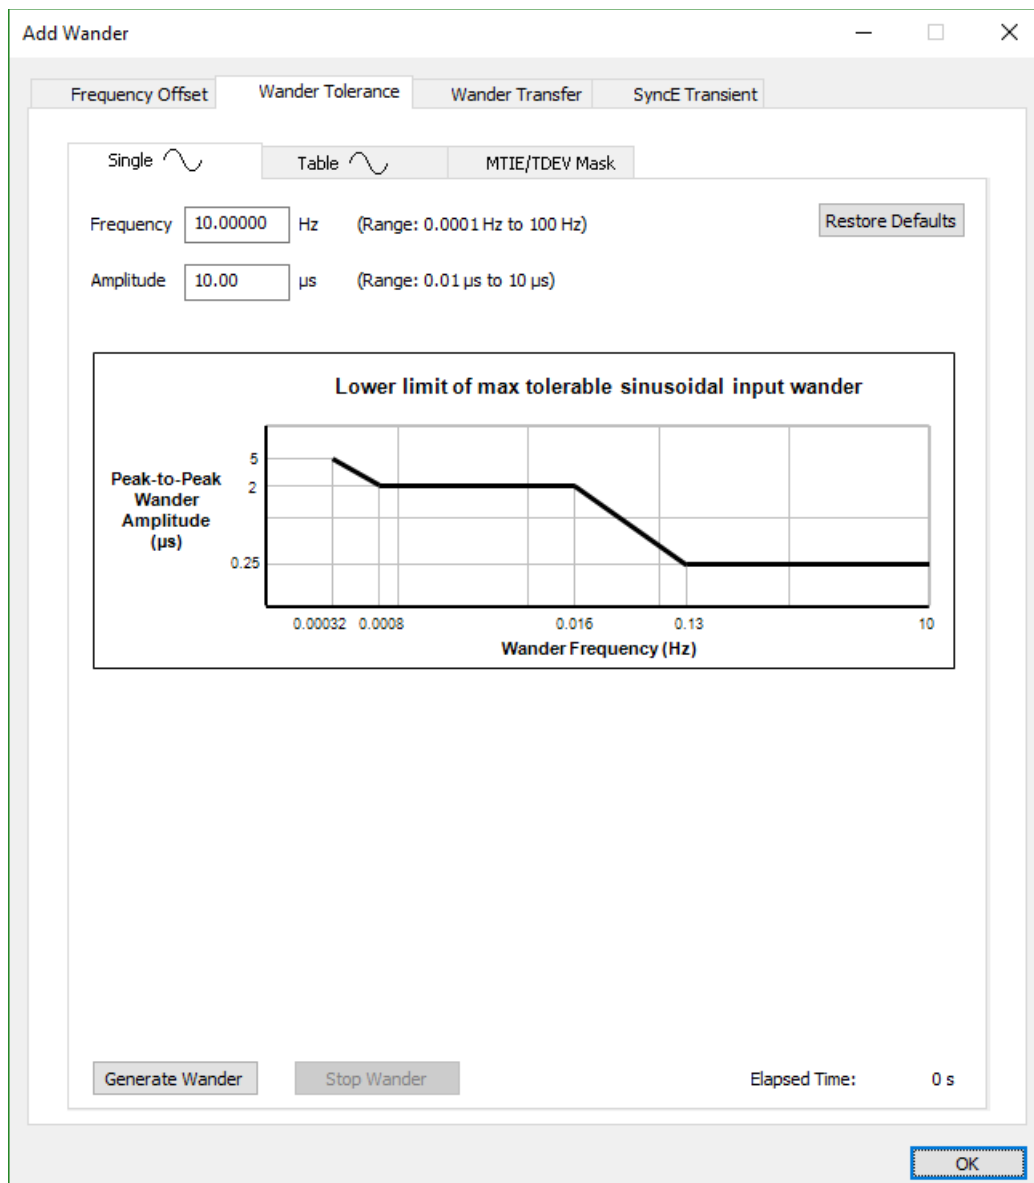 Add Wander
Frequency Offset
Wander Tolerance
Wander Transfer
SyncE Transient
Single
Table
MTIE/TDEV Mask
Frequency 10.00000 Hz (Range: 0.0001 Hz to 100 Hz)
Restore Defaults
Amplitude 10.00 µs (Range: 0.01 µs to 10 µs)
Lower limit of max tolerable sinusoidal input wander
Peak-to-Peak
Wander
Amplitude
(µs)
5
2
0.25
0.00032 0.0008 0.016 0.13 10
Wander Frequency (Hz)
Generate Wander
Stop Wander
Elapsed Time: 0 s
OK